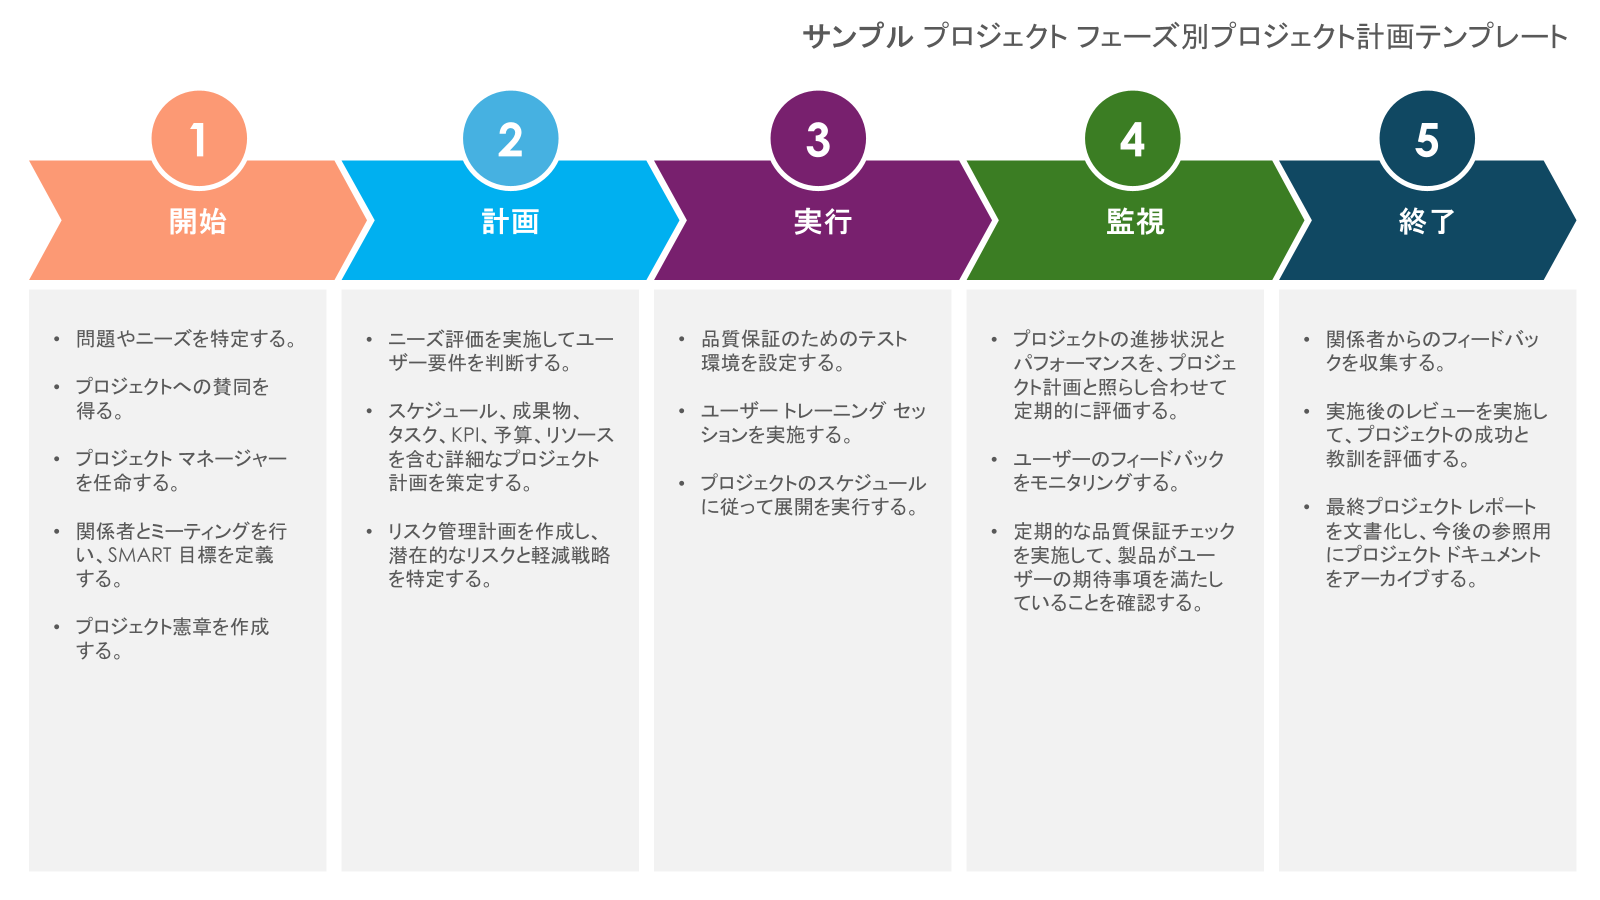 サンプル プロジェクト フェーズ別プロジェクト計画テンプレート
1
開始
• 問題やニーズを特定する。
• プロジェクトへの賛同を
得る。
• プロジェクト マネージャー
を任命する。
• 関係者とミーティングを行
い、SMART 目標を定義
する。
• プロジェクト憲章を作成
する。
2
計画
• ニーズ評価を実施してユー
ザー要件を判断する。
• スケジュール、成果物、
タスク、KPI、予算、リソース
を含む詳細なプロジェクト
計画を策定する。
• リスク管理計画を作成し、
潜在的なリスクと軽減戦略
を特定する。
3
実行
• 品質保証のためのテスト
環境を設定する。
• ユーザー トレーニング セッ
ションを実施する。
• プロジェクトのスケジュール
に従って展開を実行する。
4
監視
• プロジェクトの進捗状況と
パフォーマンスを、プロジェ
クト計画と照らし合わせて
定期的に評価する。
• ユーザーのフィードバック
をモニタリングする。
• 定期的な品質保証チェック
を実施して、製品がユー
ザーの期待事項を満たし
ていることを確認する。
5
終了
• 関係者からのフィードバッ
クを収集する。
• 実施後のレビューを実施し
て、プロジェクトの成功と
教訓を評価する。
• 最終プロジェクト レポート
を文書化し、今後の参照用
にプロジェクト ドキュメント
をアーカイブする。